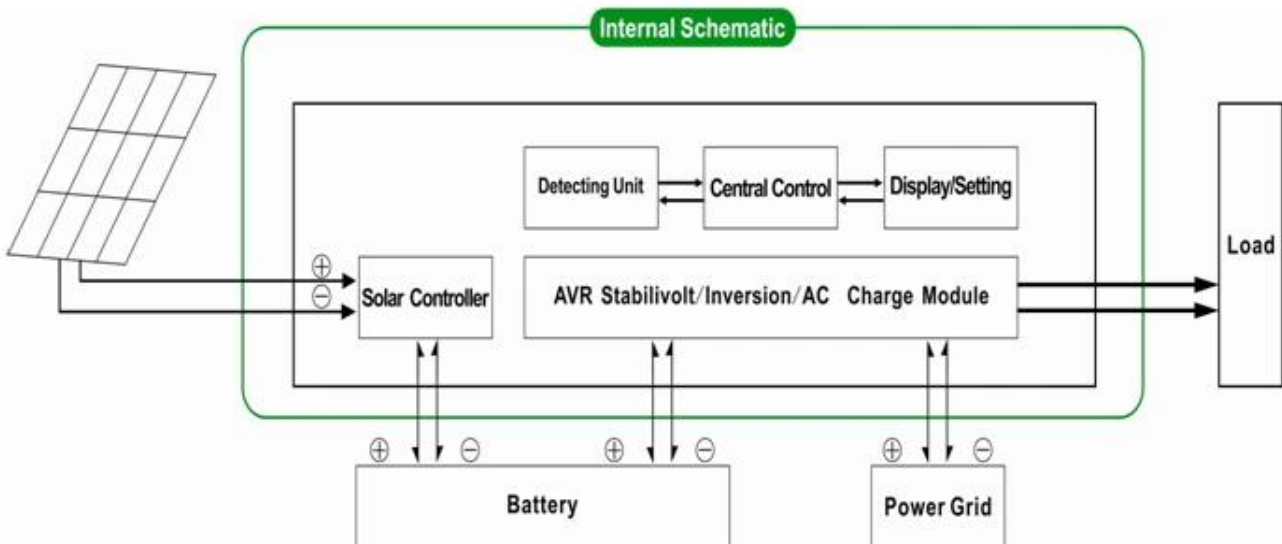 Internal Schematic
Detecting Unit
Central Control
Display/Setting
Load
⊕
⊖
Solar Controller
AVR Stabilivolt/Inversion/AC Charge Module
⊕ ⊖ ⊕ ⊖ ⊕ ⊖
Battery
Power Grid